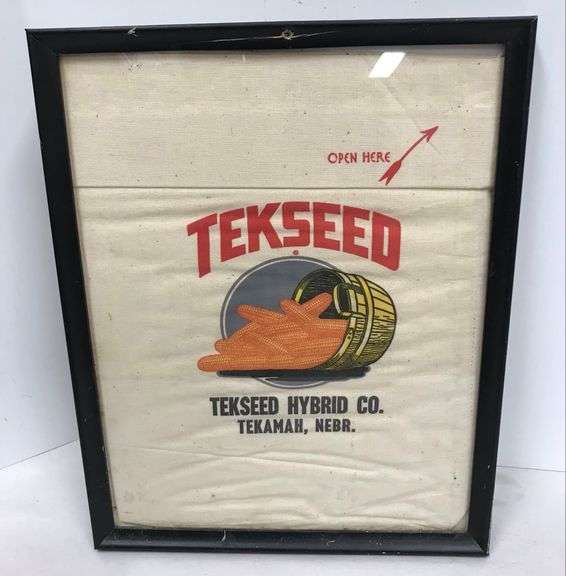 OPEN HERE
TEKSEED
TEKSEED HYBRID CO.
TEKAMAH, NEBR.